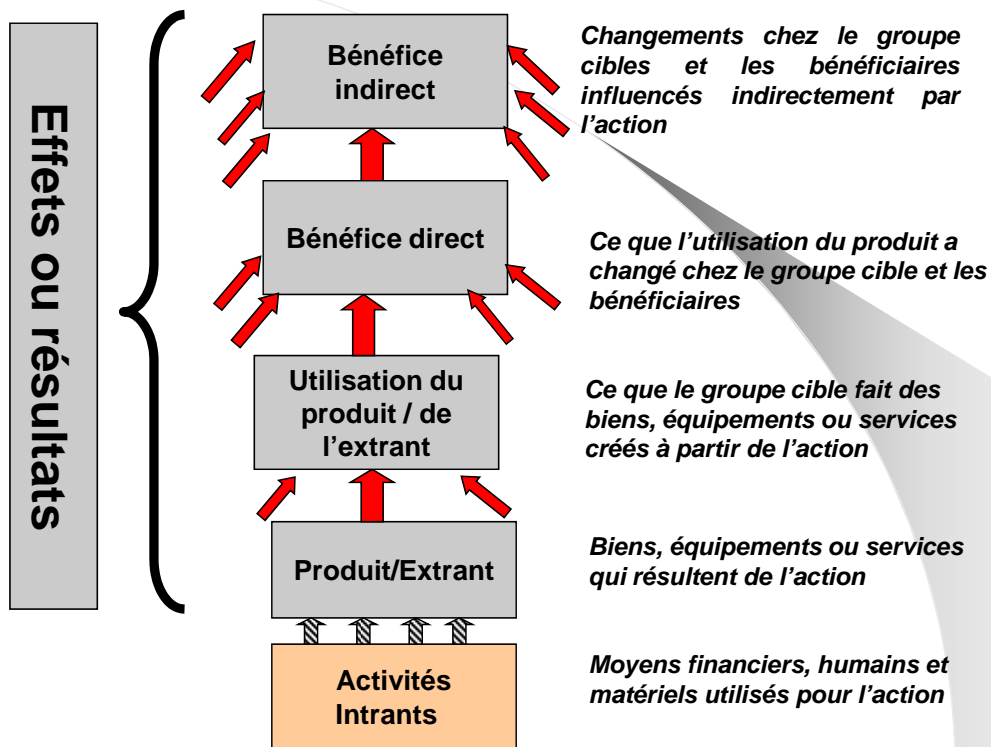 Effets ou résultats
Bénéfice
indirect
Changements chez le groupe
cibles et les bénéficiaires
influencés indirectement par
l'action
Bénéfice direct
Ce que l'utilisation du produit a
changé chez le groupe cible et les
bénéficiaires
Utilisation du
produit / de
l'extrant
Ce que le groupe cible fait des
biens, équipements ou services
créés à partir de l'action
Produit/Extrant
Biens, équipements ou services
qui résultent de l'action
Activités
Intrants
Moyens financiers, humains et
matériels utilisés pour l'action